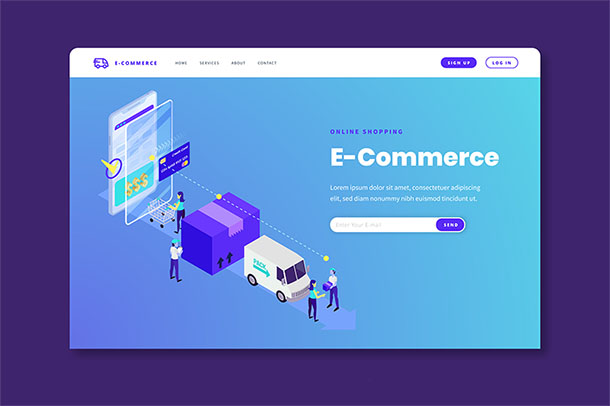 E-COMMERCE
HOME SERVICES ABOUT CONTACT
SIGN UP LOG IN
ONLINE SHOPPING
E-Commerce
Lorem ipsum dolor sit amet, consectetuer adipiscing
elit, sed diam nonummy nibh euismod tincidunt ut.
Enter Your E-mail SEND
$$$
PACK